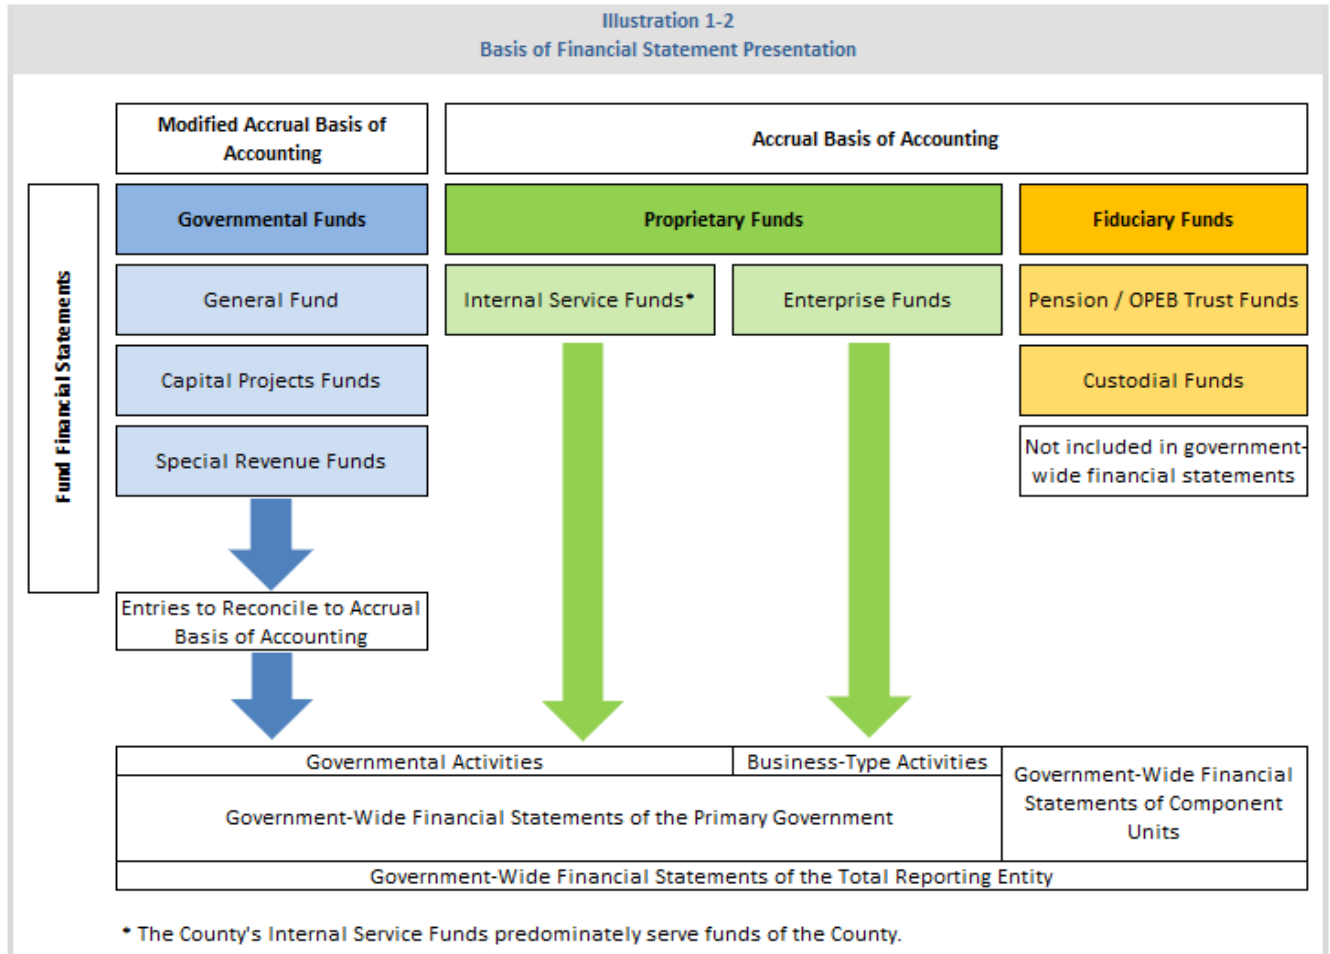 Illustration 1-2
Basis of Financial Statement Presentation
Modified Accrual Basis of
Accounting
Accrual Basis of Accounting
Fund Financial Statements
Governmental Funds
Proprietary Funds
Fiduciary Funds
General Fund
Internal Service Funds*
Enterprise Funds
Pension / OPEB Trust Funds
Capital Projects Funds
Custodial Funds
Special Revenue Funds
Not included in government-
wide financial statements
Entries to Reconcile to Accrual
Basis of Accounting
Governmental Activities
Business-Type Activities
Government-Wide Financial
Statements of Component
Units
Government-Wide Financial Statements of the Primary Government
Government-Wide Financial Statements of the Total Reporting Entity
* The County's Internal Service Funds predominately serve funds of the County.